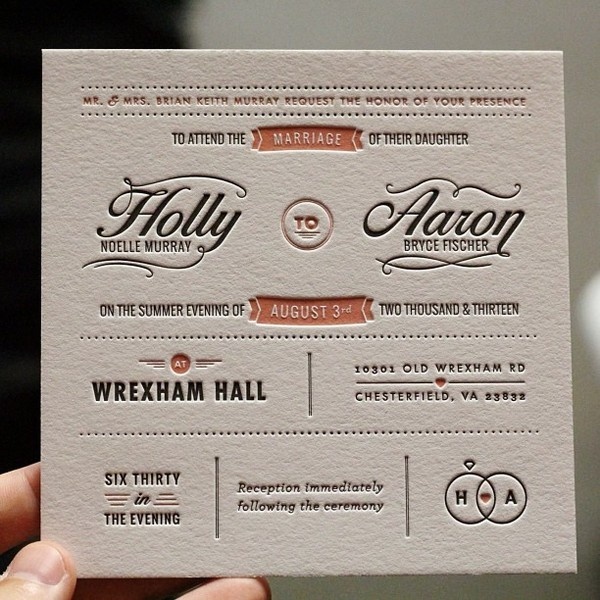 MR. & MRS. BRIAN KEITH MURRAY REQUEST THE HONOR OF YOUR PRESENCE
TO ATTEND THE MARRIAGE OF THEIR DAUGHTER
Holly
NOELLE MURRAY
TO
Aaron
BRYCE FISCHER
ON THE SUMMER EVENING OF AUGUST 3rd TWO THOUSAND & THIRTEEN
AT
WREXHAM HALL
10301 OLD WREXHAM RD
CHESTERFIELD, VA 23832
SIX THIRTY
in
THE EVENING
Reception immediately
following the ceremony
H A